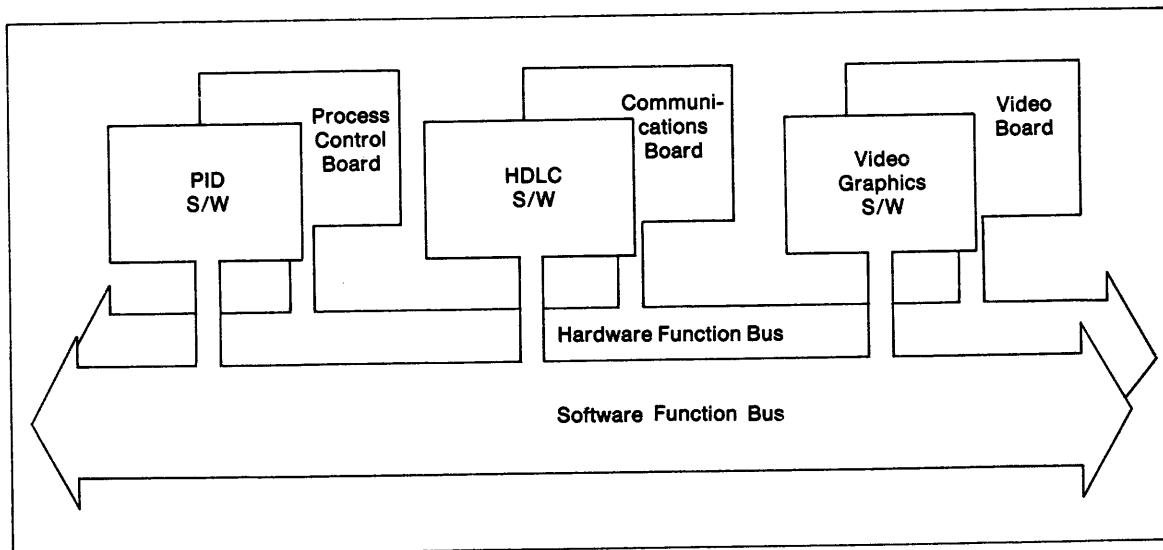 Process
Control
Board
PID
S/W
Communi-
cations
Board
HDLC
S/W
Video
Board
Video
Graphics
S/W
Hardware Function Bus
Software Function Bus